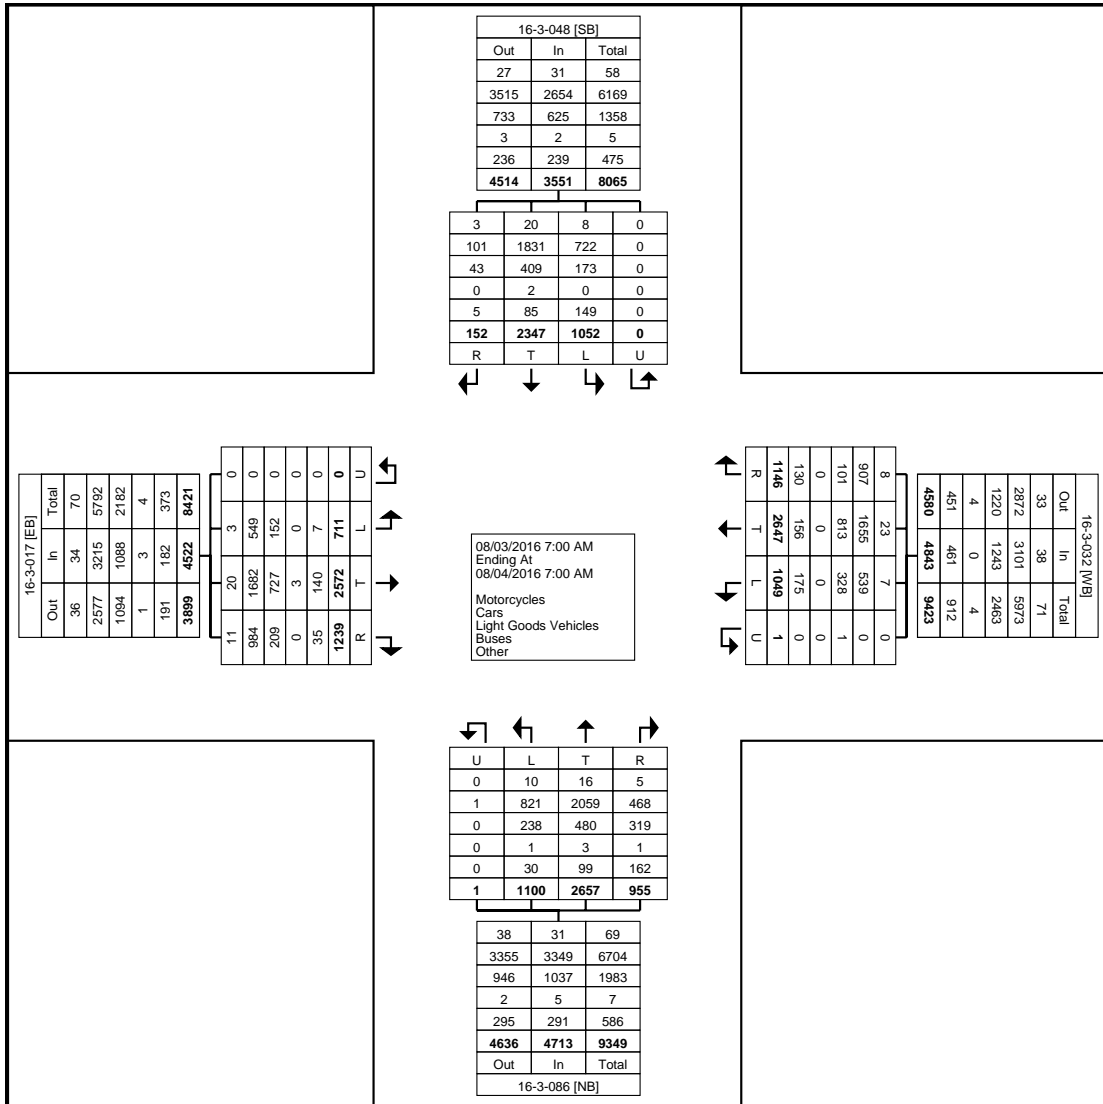 16-3-048 [SB]
Out In Total
27 31 58
3515 2654 6169
733 625 1358
3 2 5
236 239 475
4514 3551 8065
3 20 8 0
101 1831 722 0
43 409 173 0
0 2 0 0
5 85 149 0
152 2347 1052 0
R T L U
16-3-017 [EB]
Total 70 5792 2182 4 373 8421
In 34 3215 1088 3 182 4522
Out 36 2577 1094 1 191 3899
0 0 0 0 0 0 U
3 549 152 0 7 711 L
20 1682 727 3 140 2572 T
11 984 209 0 35 1239 R
08/03/2016 7:00 AM
Ending At
08/04/2016 7:00 AM
Motorcycles
Cars
Light Goods Vehicles
Buses
Other
R 1146 130 0 101 907 8
T 2647 156 0 813 1655 23
L 1049 175 0 328 539 7
U 1 0 0 1 0 0
16-3-032 [WB]
Out In Total
33 38 71
2872 3101 5973
1220 1243 2463
4 0 4
451 461 912
4580 4843 9423
U L T R
0 10 16 5
1 821 2059 468
0 238 480 319
0 1 3 1
0 30 99 162
1 1100 2657 955
38 31 69
3355 3349 6704
946 1037 1983
2 5 7
295 291 586
4636 4713 9349
Out In Total
16-3-086 [NB]